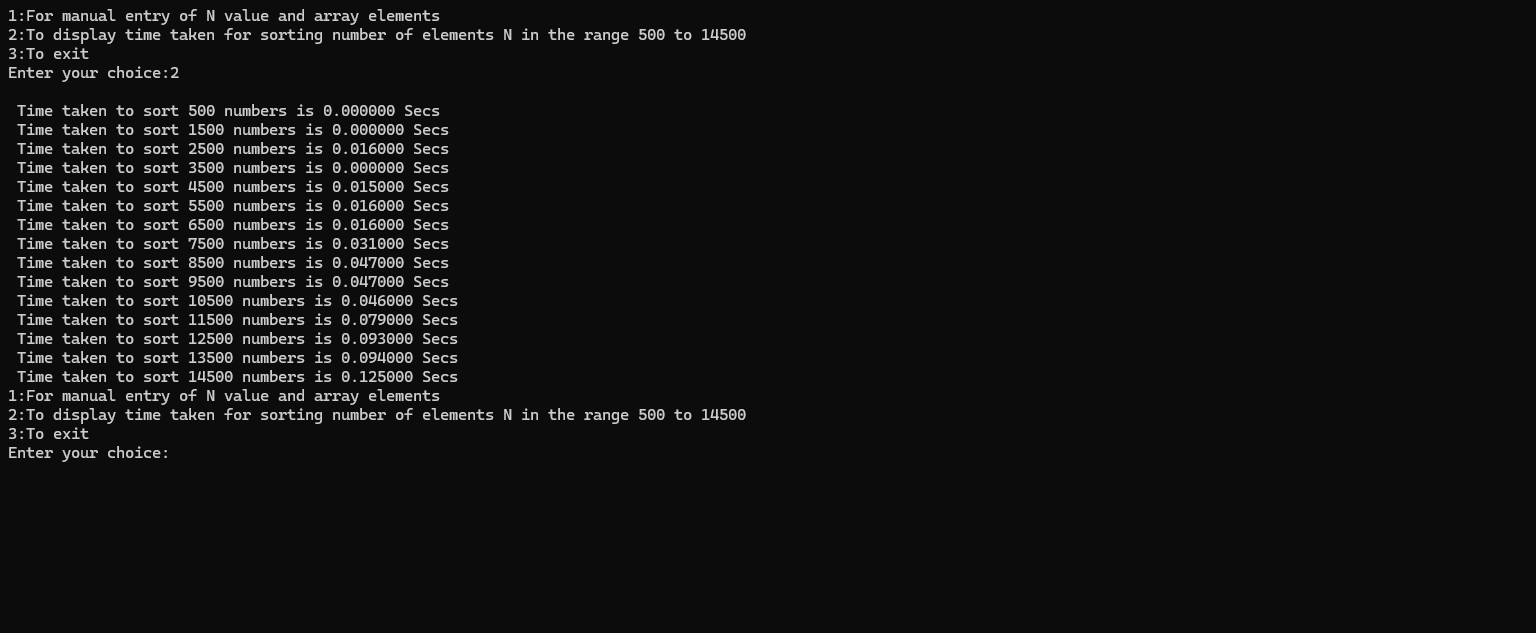 1:For manual entry of N value and array elements
2:To display time taken for sorting number of elements N in the range 500 to 14500
3:To exit
Enter your choice:2
Time taken to sort 500 numbers is 0.000000 Secs
Time taken to sort 1500 numbers is 0.000000 Secs
Time taken to sort 2500 numbers is 0.016000 Secs
Time taken to sort 3500 numbers is 0.000000 Secs
Time taken to sort 4500 numbers is 0.015000 Secs
Time taken to sort 5500 numbers is 0.016000 Secs
Time taken to sort 6500 numbers is 0.016000 Secs
Time taken to sort 7500 numbers is 0.031000 Secs
Time taken to sort 8500 numbers is 0.047000 Secs
Time taken to sort 9500 numbers is 0.047000 Secs
Time taken to sort 10500 numbers is 0.046000 Secs
Time taken to sort 11500 numbers is 0.079000 Secs
Time taken to sort 12500 numbers is 0.093000 Secs
Time taken to sort 13500 numbers is 0.094000 Secs
Time taken to sort 14500 numbers is 0.125000 Secs
1:For manual entry of N value and array elements
2:To display time taken for sorting number of elements N in the range 500 to 14500
3:To exit
Enter your choice: